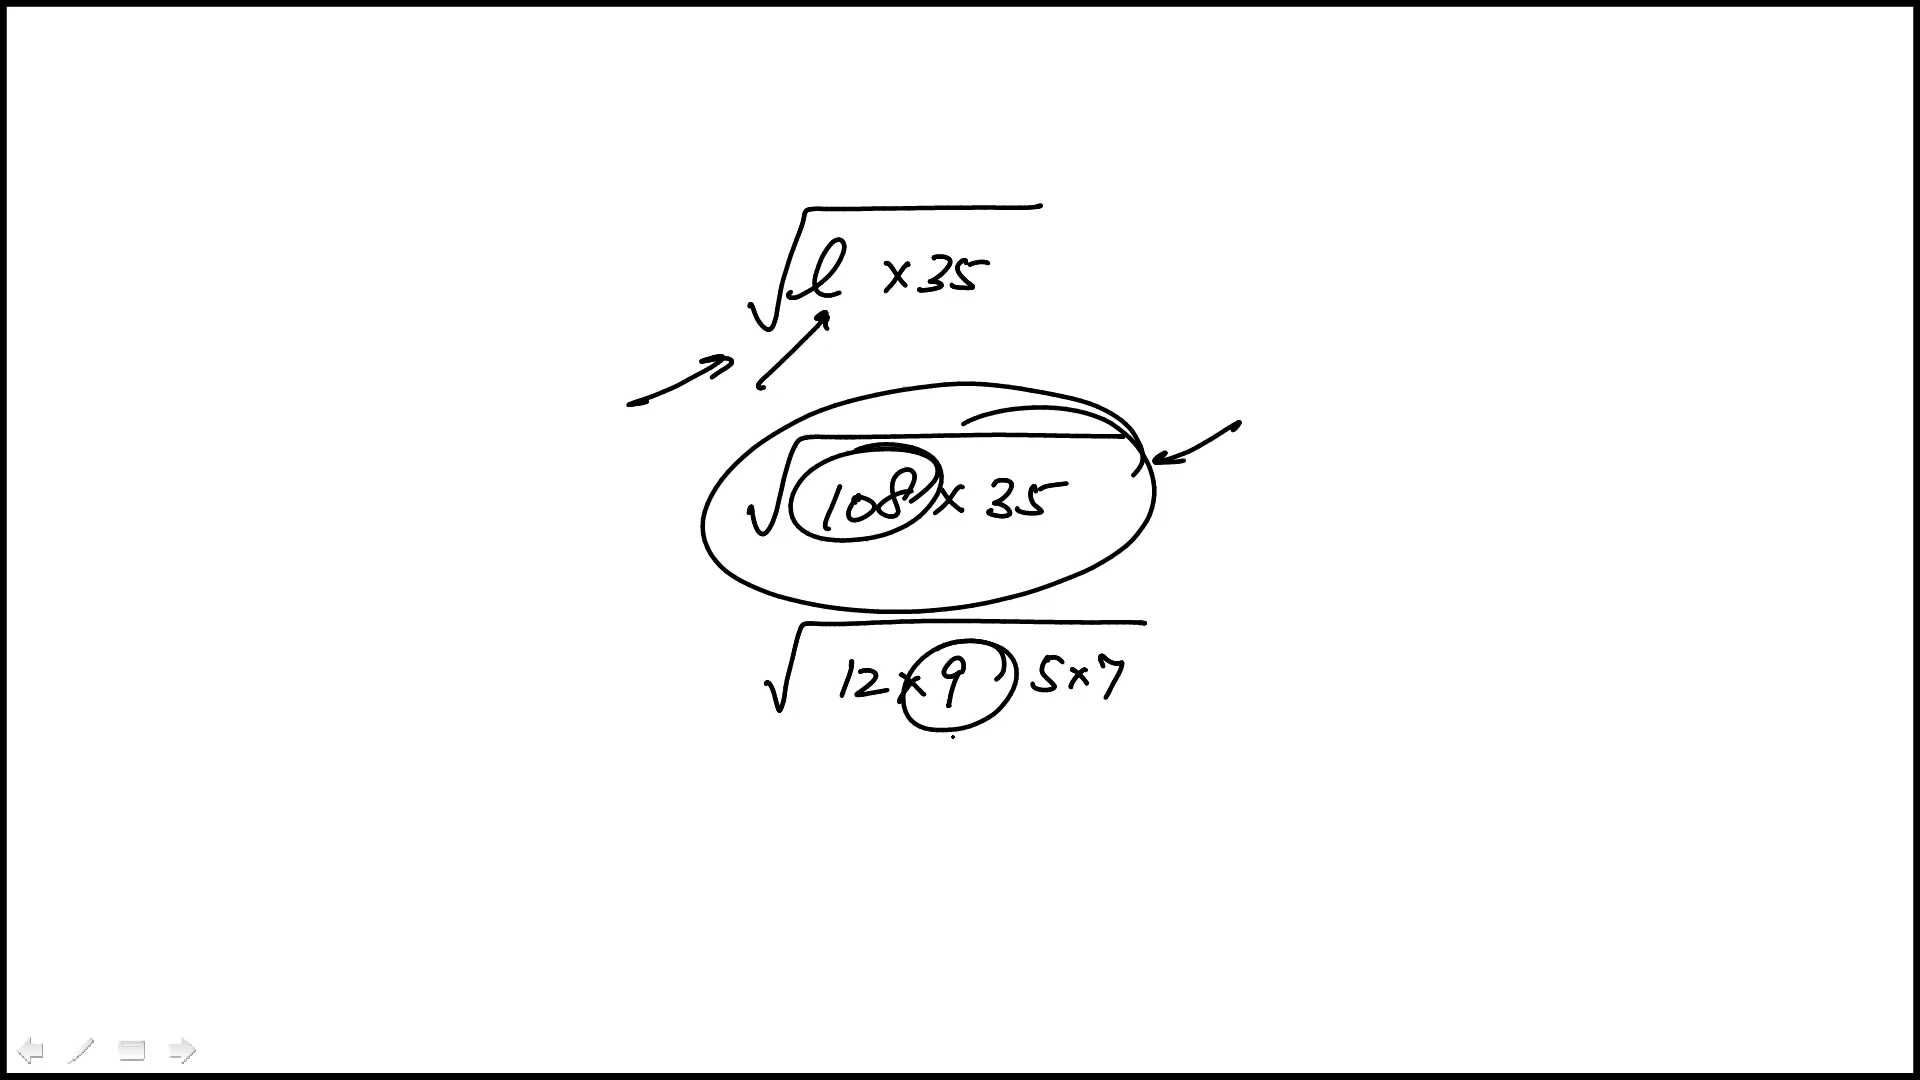 √(l × 35)
√(108 × 35)
√(12 × 9 5 × 7)